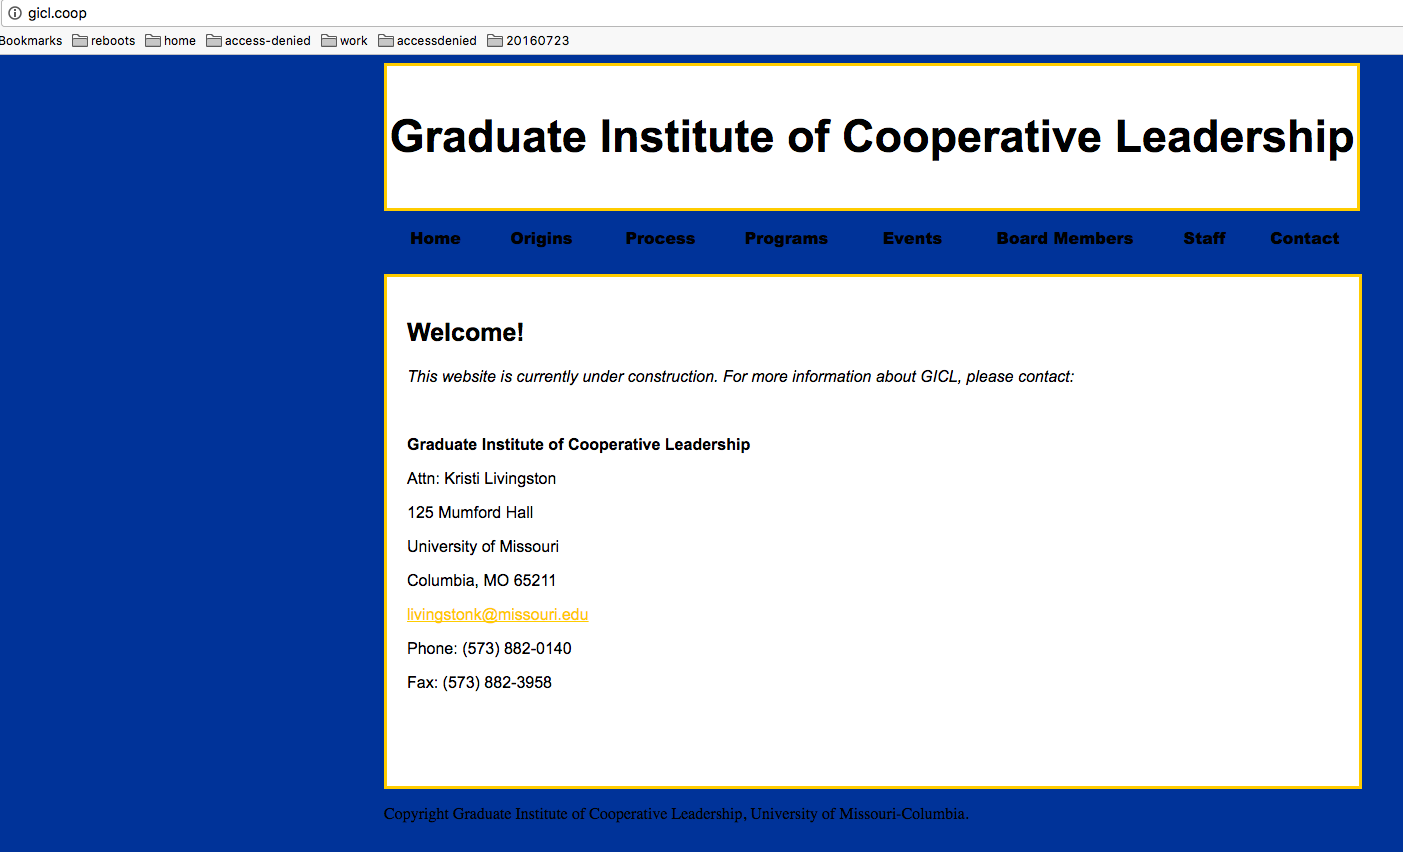 gicl.coop
Bookmarks reboots home access-denied work accessdenied 20160723
Graduate Institute of Cooperative Leadership
Home Origins Process Programs Events Board Members Staff Contact
Welcome!
This website is currently under construction. For more information about GICL, please contact:
Graduate Institute of Cooperative Leadership
Attn: Kristi Livingston
125 Mumford Hall
University of Missouri
Columbia, MO 65211
livingstonk@missouri.edu
Phone: (573) 882-0140
Fax: (573) 882-3958
Copyright Graduate Institute of Cooperative Leadership, University of Missouri-Columbia.